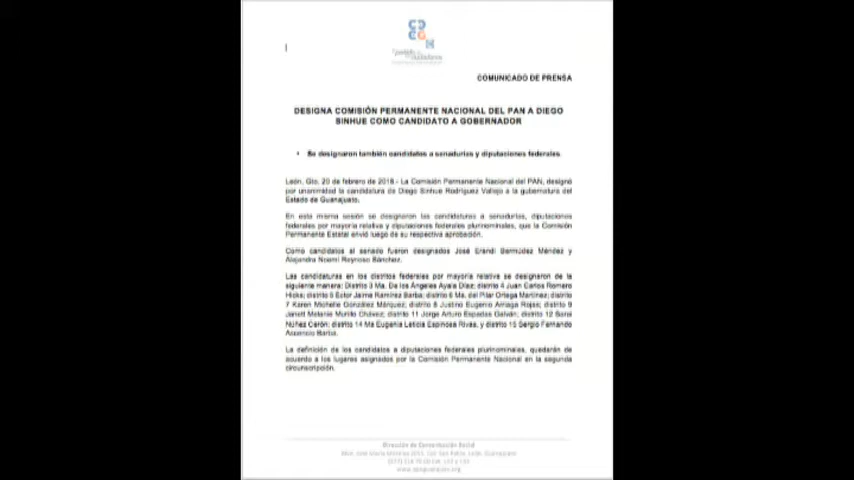 COMUNICADO DE PRENSA
DESIGNA COMISIÓN PERMANENTE NACIONAL DEL PAN A DIEGO
SINHUE COMO CANDIDATO A GOBERNADOR
• Se designaron también candidatos a senadurías y diputaciones federales.
León, Gto. 20 de febrero de 2018.- La Comisión Permanente Nacional del PAN, designó
por unanimidad la candidatura de Diego Sinhue Rodríguez Vallejo a la gubernatura del
Estado de Guanajuato.
En esta misma sesión se designaron las candidaturas a senadurías, diputaciones
federales por mayoría relativa y diputaciones federales plurinominales, que la Comisión
Permanente Estatal envió luego de su respectiva aprobación.
Como candidatos al senado fueron designados José Erandi Bermúdez Méndez y
Alejandra Noemí Reynoso Sánchez.
Las candidaturas en los distritos federales por mayoría relativa se designaron de la
siguiente manera: Distrito 3 Ma. De los Ángeles Ayala Díaz; distrito 4 Juan Carlos Romero
Hicks; distrito 5 Éctor Jaime Ramírez Barba; distrito 6 Ma. del Pilar Ortega Martínez; distrito
7 Karen Michelle González Márquez; distrito 8 Justino Eugenio Arriaga Rojas; distrito 9
Janett Melanie Murillo Chávez; distrito 11 Jorge Arturo Espadas Galván; distrito 12 Saraí
Núñez Cerón; distrito 14 Ma Eugenia Leticia Espinosa Rivas, y distrito 15 Sergio Fernando
Ascencio Barba.
La definición de los candidatos a diputaciones federales plurinominales, quedarán de
acuerdo a los lugares asignados por la Comisión Permanente Nacional en la segunda
circunscripción.
Dirección de Comunicación Social